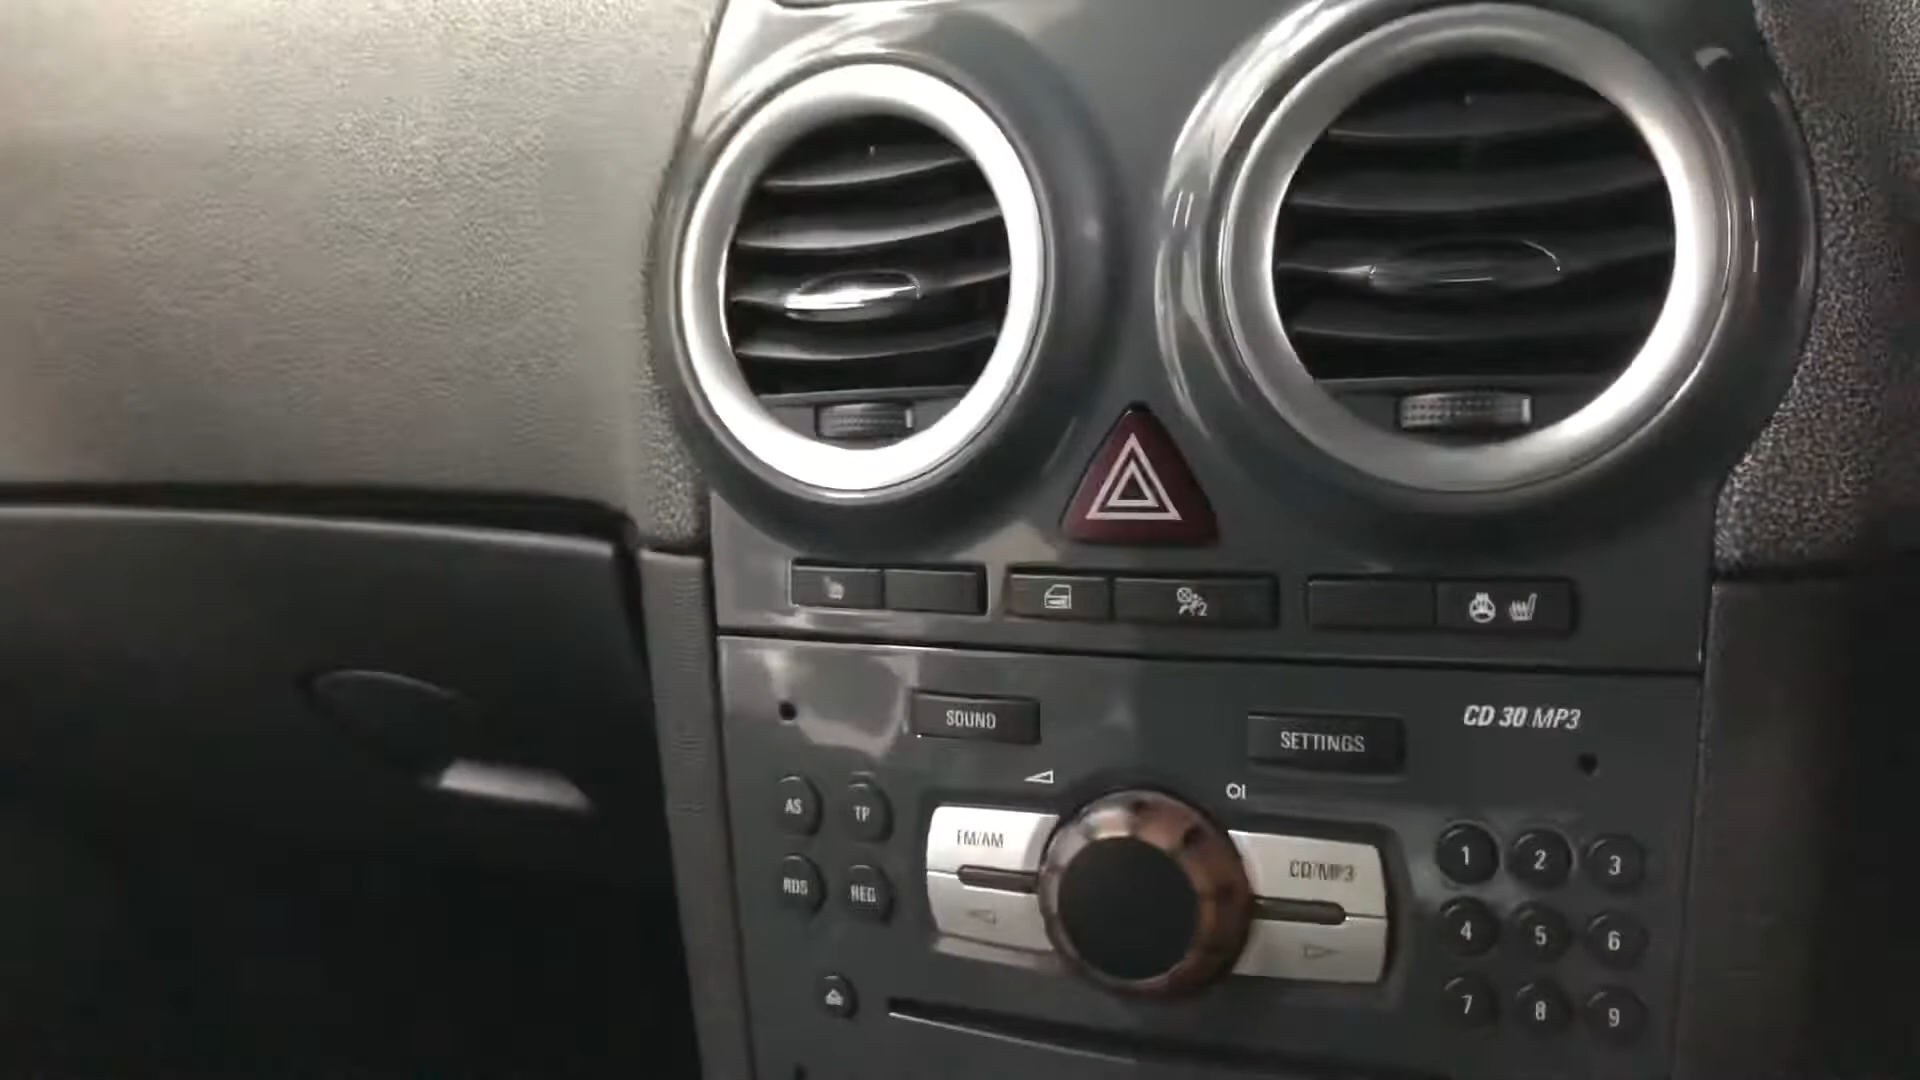 2
SOUND
SETTINGS
CD 30 MP3
AS
TP
FM/AM
CD/MP3
1 2 3
RDS
REG
4 5 6
7 8 9